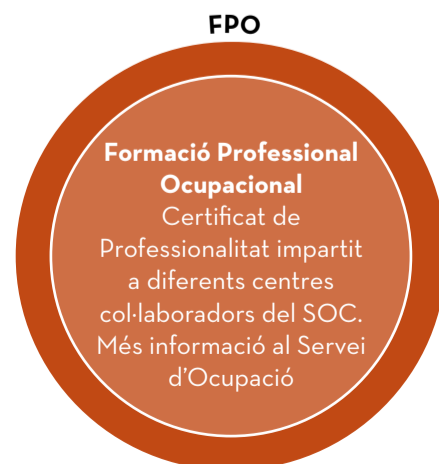 FPO
Formació Professional
Ocupacional
Certificat de
Professionalitat impartit
a diferents centres
col·laboradors del SOC.
Més informació al Servei
d’Ocupació